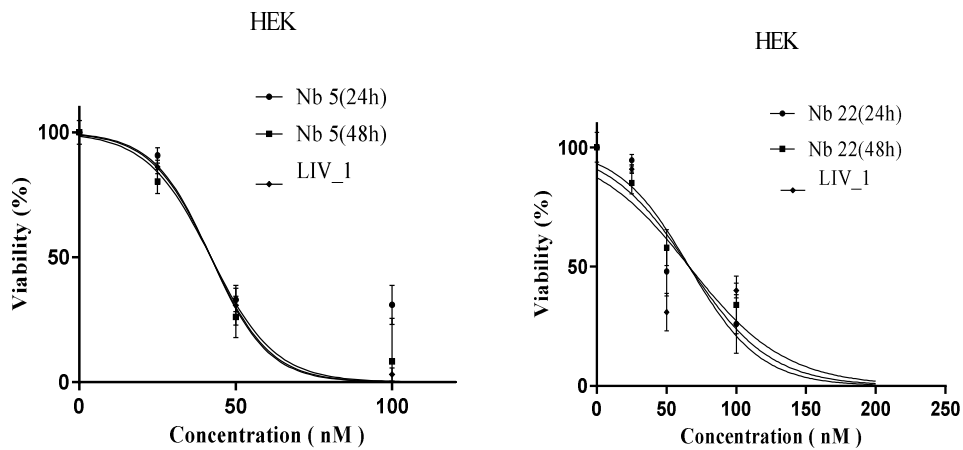 HEK
Nb 5(24h)
Nb 5(48h)
LIV_1
100
50
0
Viability (%)
0 50 100
Concentration ( nM )
HEK
Nb 22(24h)
Nb 22(48h)
LIV_1
100
50
0
Viability (%)
0 50 100 150 200 250
Concentration ( nM )